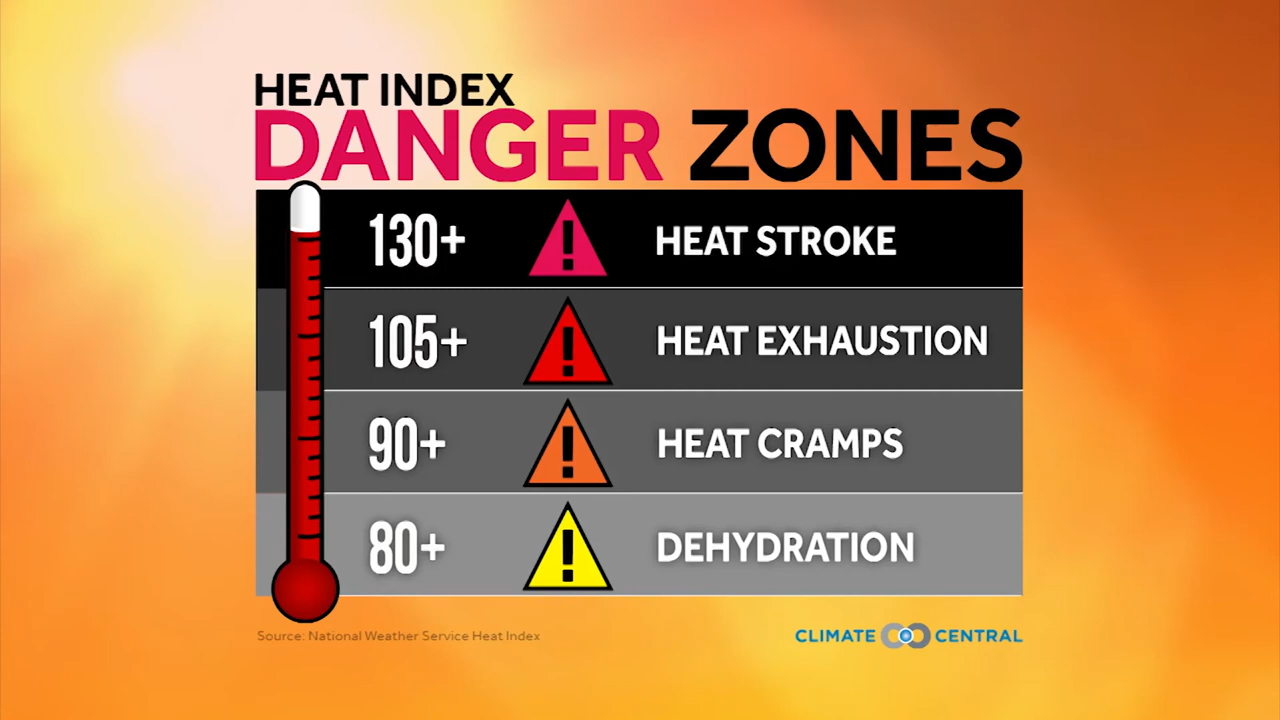 HEAT INDEX
DANGER ZONES
130+ ! HEAT STROKE
105+ ! HEAT EXHAUSTION
90+ ! HEAT CRAMPS
80+ ! DEHYDRATION
Source: National Weather Service Heat Index
CLIMATE CENTRAL